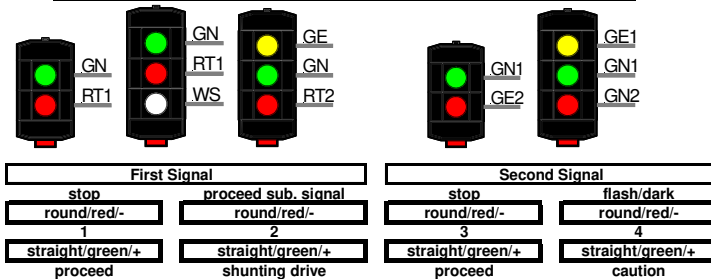 GN
RT1
GN
RT1
WS
GE
GN
RT2
GN1
GE2
GE1
GN1
GN2
First Signal
Second Signal
stop
proceed sub. signal
stop
flash/dark
round/red/-
round/red/-
round/red/-
round/red/-
1
2
3
4
straight/green/+
straight/green/+
straight/green/+
straight/green/+
proceed
shunting drive
proceed
caution